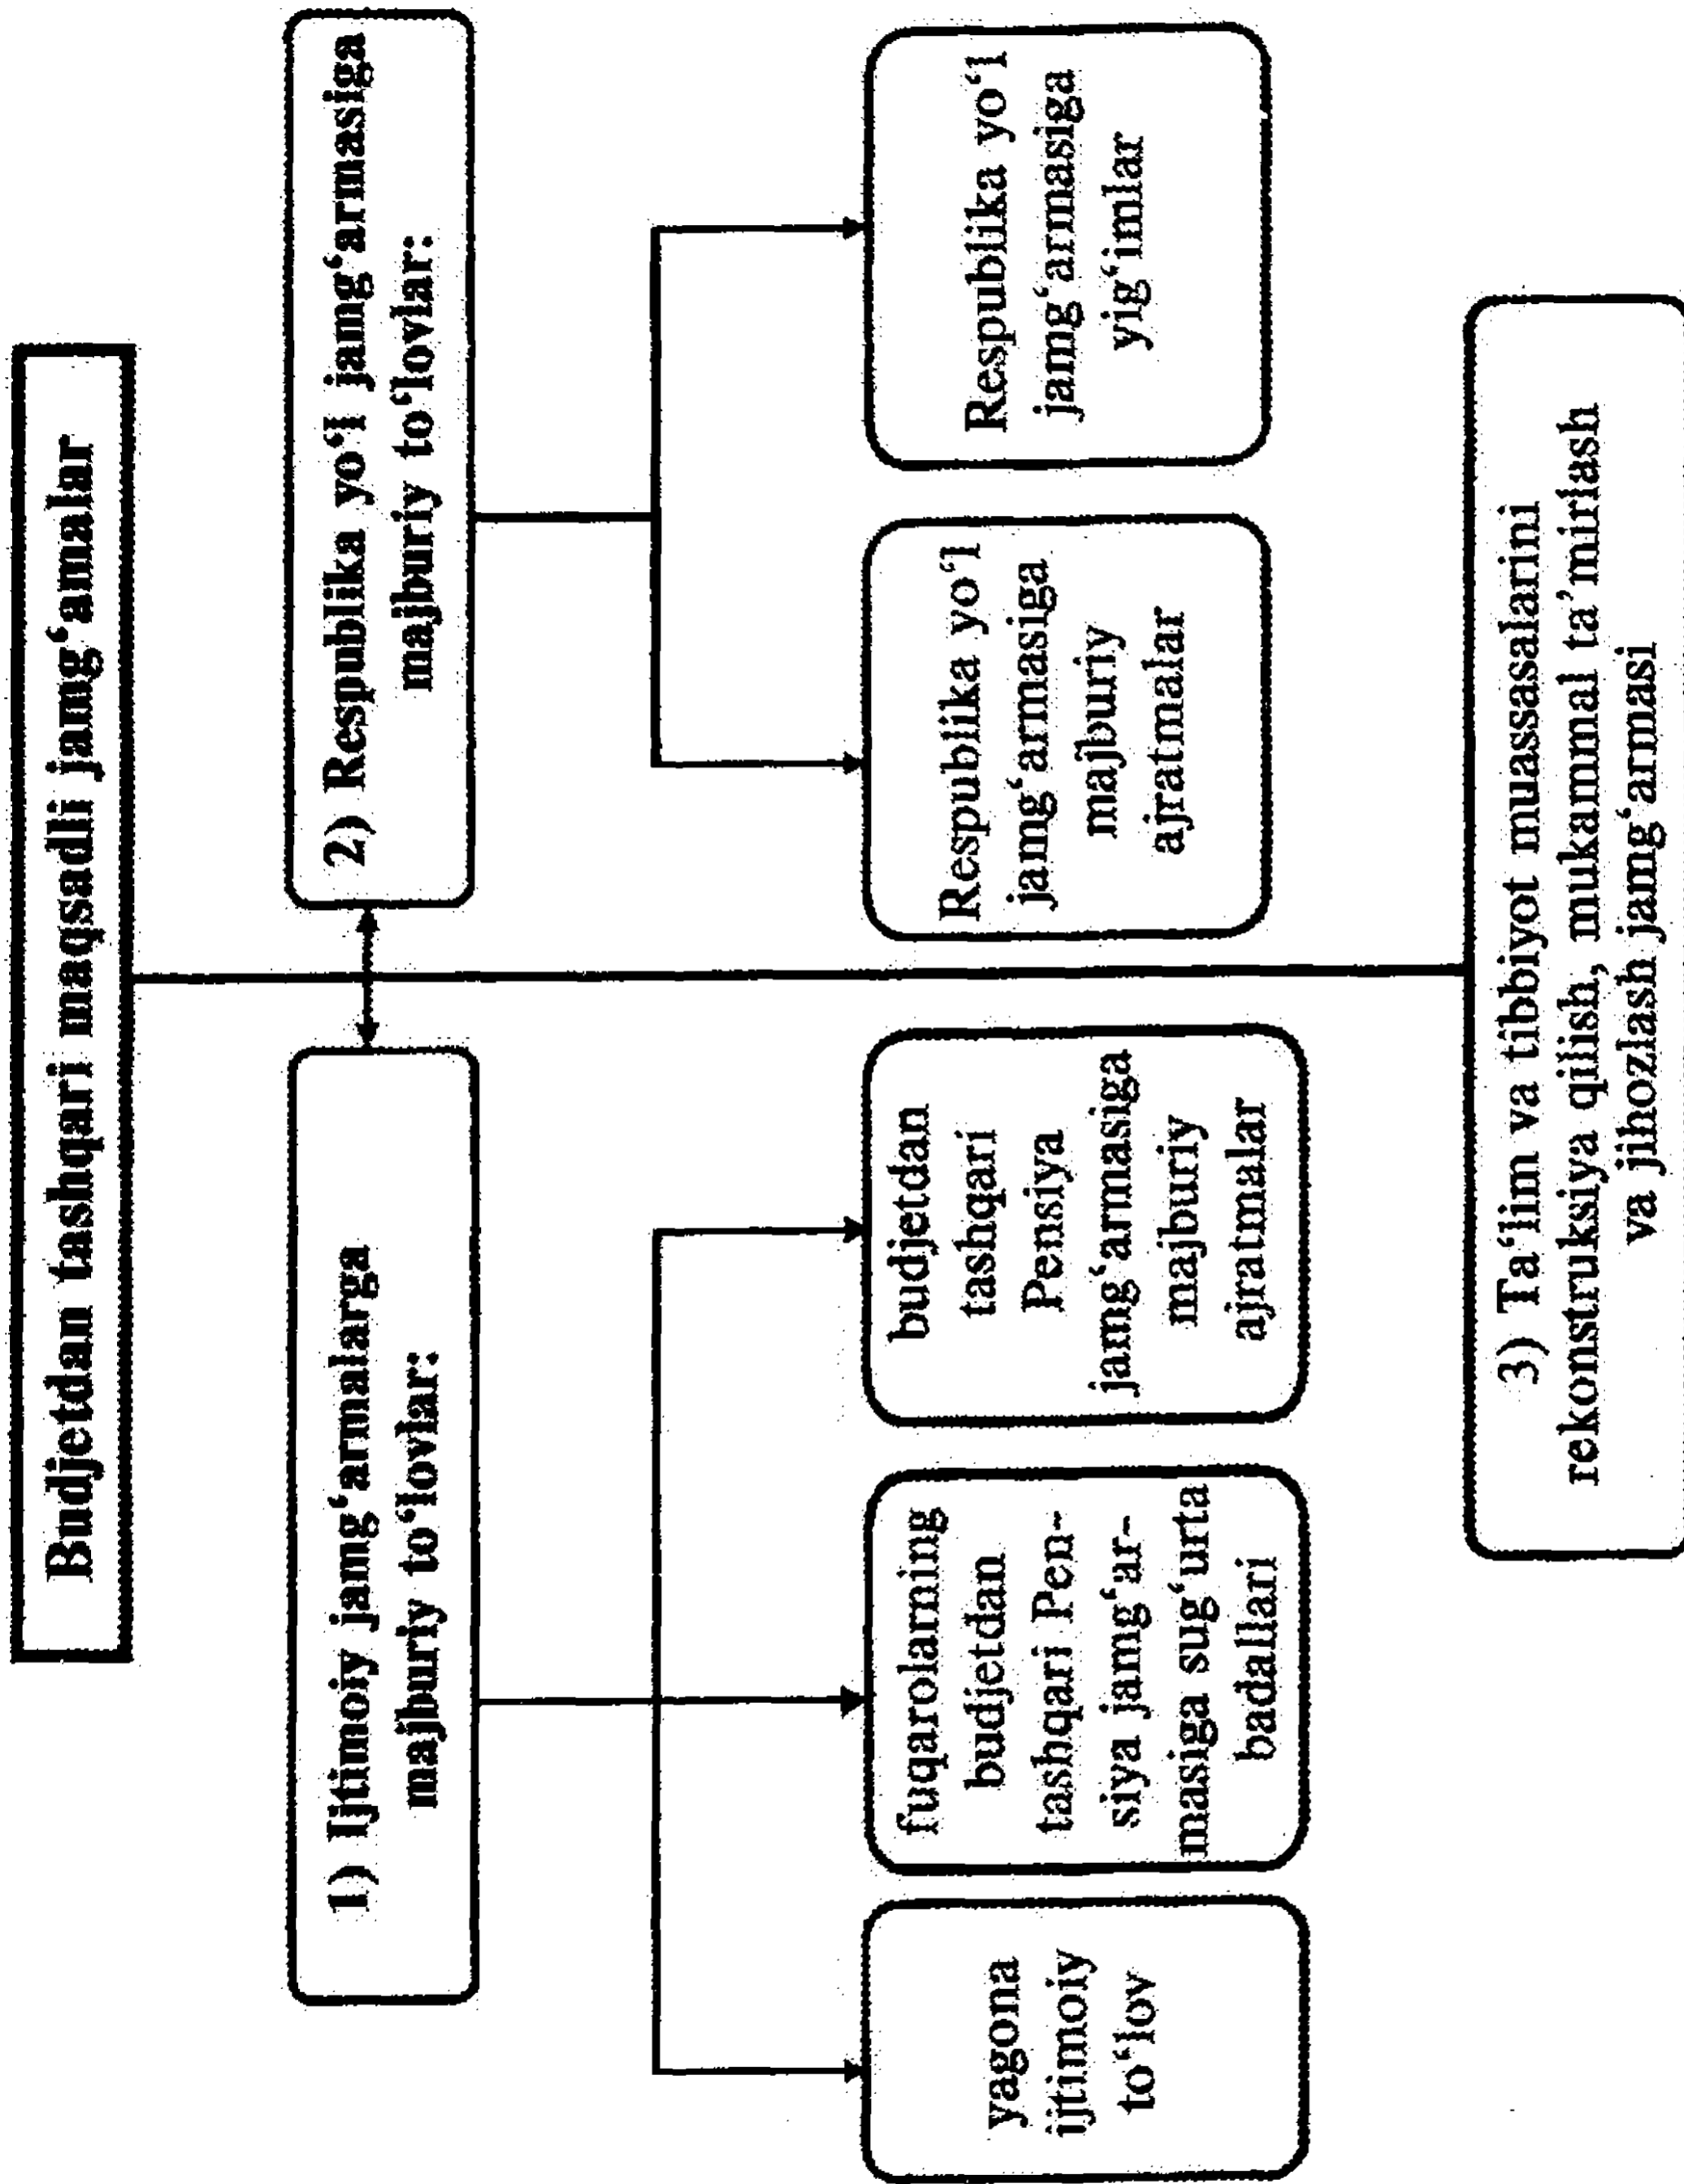 Budjetdan tashqari maqsadli jamg‘amalar
1) Ijtimoiy jamg‘armalarga
majburiy to‘lovlar:
2) Respublika yo‘l jamg‘armasiga
majburiy to‘lovlar:
yagona
ijtimoiy
to‘lov
fuqarolarning
budjetdan
tashqari Pen-
siya jamg‘ar-
masiga sug‘urta
badallari
budjetdan
tashqari
Pensiya
jamg‘armasiga
majburiy
ajratmalar
Respublika yo‘l
jamg‘armasiga
majburiy
ajratmalar
Respublika yo‘l
jamg‘armasiga
yig‘imlar
3) Ta‘lim va tibbiyot muassasalarini
rekonstruksiya qilish, mukammal ta’mirlash
va jihozlash jamg‘armasi